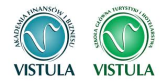 AKADEMIA FINANSÓW I BIZNESU
VISTULA
SZKOŁA GŁÓWNA TURYSTYKI I HOTELARSTWA
VISTULA